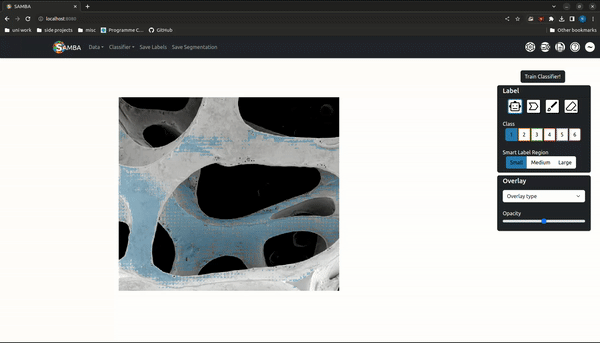 SAMBA
localhost:8080
uni work
side projects
misc
Programme C...
GitHub
Other bookmarks
SAMBA
Data
Classifier
Save Labels
Save Segmentation
Train Classifier!
Label
Class
1 2 3 4 5 6
Smart Label Region
Small Medium Large
Overlay
Overlay type
Opacity